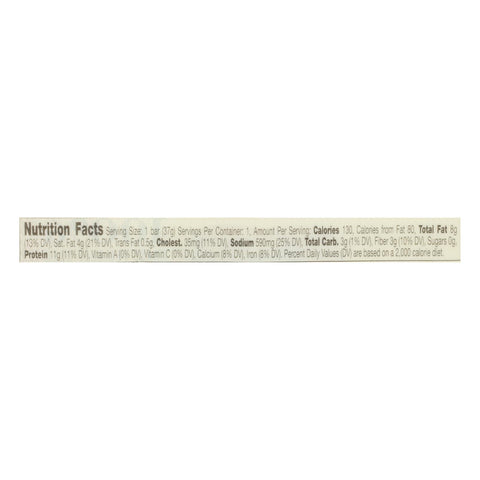 Nutrition Facts Serving Size: 1 bar (37g) Servings Per Container: 1, Amount Per Serving: Calories 130, Calories from Fat 80, Total Fat 8g
(13% DV), Sat. Fat 4g (21% DV), Trans Fat 0.5g, Cholest. 35mg (11% DV), Sodium 590mg (25% DV), Total Carb. 3g (1% DV), Fiber 3g (10% DV), Sugars 0g,
Protein 11g (11% DV), Vitamin A (0% DV), Vitamin C (0% DV), Calcium (8% DV), Iron (8% DV), Percent Daily Values (DV) are based on a 2,000 calorie diet.